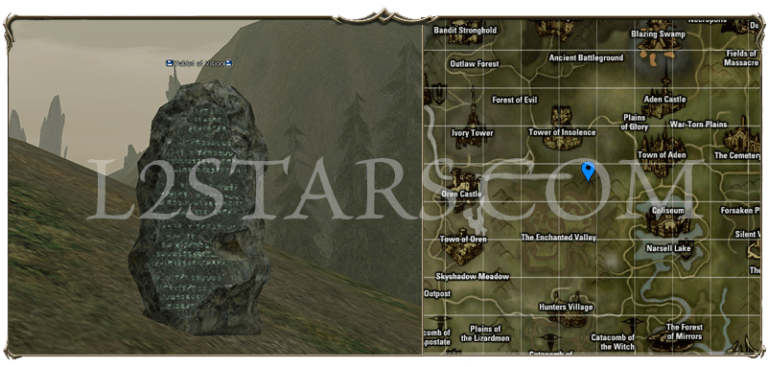 Tablet of Vision
L2STARS.COM
Bandit Stronghold
Blazing Swamp
Ancient Battleground
Fields of
Massacre
Outlaw Forest
Forest of Evil
Aden Castle
Plains
of Glory
War-Torn Plains
Ivory Tower
Tower of Insolence
Town of Aden
The Cemetery
Oren Castle
Coliseum
Forsaken P
Town of Oren
The Enchanted Valley
Silent V
Narsell Lake
Skyshadow Meadow
Outpost
Hunters Village
Plains of
the Lizardmen
Catacomb of
the Witch
The Forest
of Mirrors